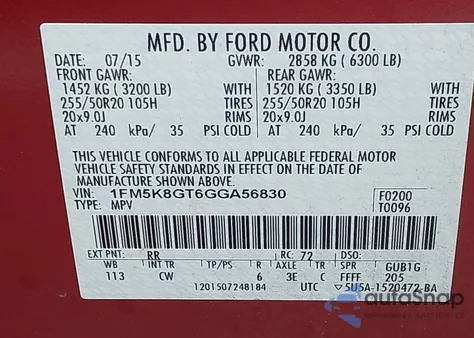 MFD. BY FORD MOTOR CO.
DATE: 07/15 GVWR: 2858 KG ( 6300 LB)
FRONT GAWR: REAR GAWR:
1452 KG ( 3200 LB) WITH 1520 KG ( 3350 LB) WITH
255/50R20 105H TIRES 255/50R20 105H TIRES
20x9.0J RIMS 20x9.0J RIMS
AT 240 kPa/ 35 PSI COLD AT 240 kPa/ 35 PSI COLD
THIS VEHICLE CONFORMS TO ALL APPLICABLE FEDERAL MOTOR
VEHICLE SAFETY STANDARDS IN EFFECT ON THE DATE OF
MANUFACTURE SHOWN ABOVE.
VIN: 1FM5K8GT6GGA56830 F0200
TYPE: MPV T0096
EXT PNT: RR RC: 72 DSO:
WB INT TR TP/PS R AXLE TR SPR GUB1G
113 CW 6 3E C FFFF 205
1201507248184 UTC 5U5A-1520472-BA
autoSnap